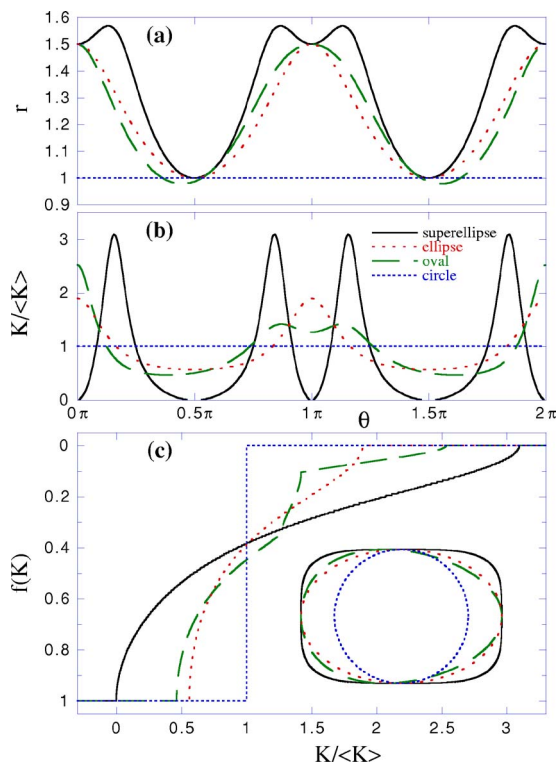 1.6
(a)
1.5
1.4
r
1.3
1.2
1.1
1
0.9
(b)
superellipse
3
ellipse
oval
K/<K>
2
circle
1
0
0π
0.5π
1π
θ
1.5π
2π
0
(c)
0.2
f(K)
0.4
0.6
0.8
1
0
0.5
1
1.5
2
2.5
3
K/<K>